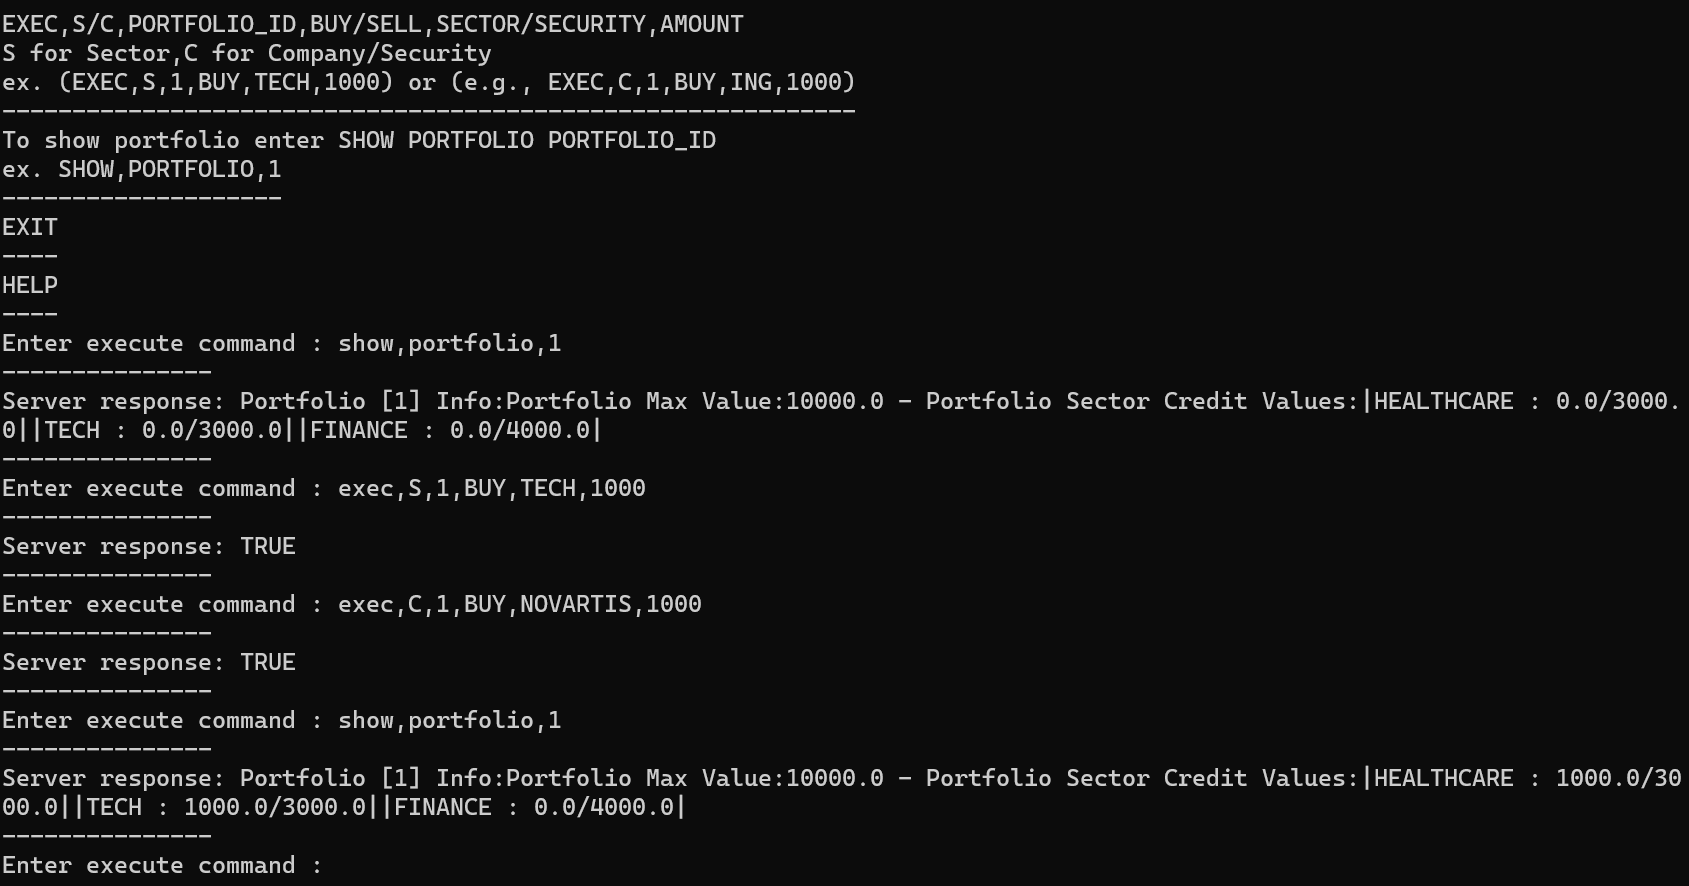 EXEC,S/C,PORTFOLIO_ID,BUY/SELL,SECTOR/SECURITY,AMOUNT
S for Sector,C for Company/Security
ex. (EXEC,S,1,BUY,TECH,1000) or (e.g., EXEC,C,1,BUY,ING,1000)
-------------------------------------------------------------
To show portfolio enter SHOW PORTFOLIO PORTFOLIO_ID
ex. SHOW,PORTFOLIO,1
--------------------
EXIT
----
HELP
----
Enter execute command : show,portfolio,1
---------------
Server response: Portfolio [1] Info:Portfolio Max Value:10000.0 - Portfolio Sector Credit Values:|HEALTHCARE : 0.0/3000.
0||TECH : 0.0/3000.0||FINANCE : 0.0/4000.0|
---------------
Enter execute command : exec,S,1,BUY,TECH,1000
---------------
Server response: TRUE
---------------
Enter execute command : exec,C,1,BUY,NOVARTIS,1000
---------------
Server response: TRUE
---------------
Enter execute command : show,portfolio,1
---------------
Server response: Portfolio [1] Info:Portfolio Max Value:10000.0 - Portfolio Sector Credit Values:|HEALTHCARE : 1000.0/30
00.0||TECH : 1000.0/3000.0||FINANCE : 0.0/4000.0|
---------------
Enter execute command :